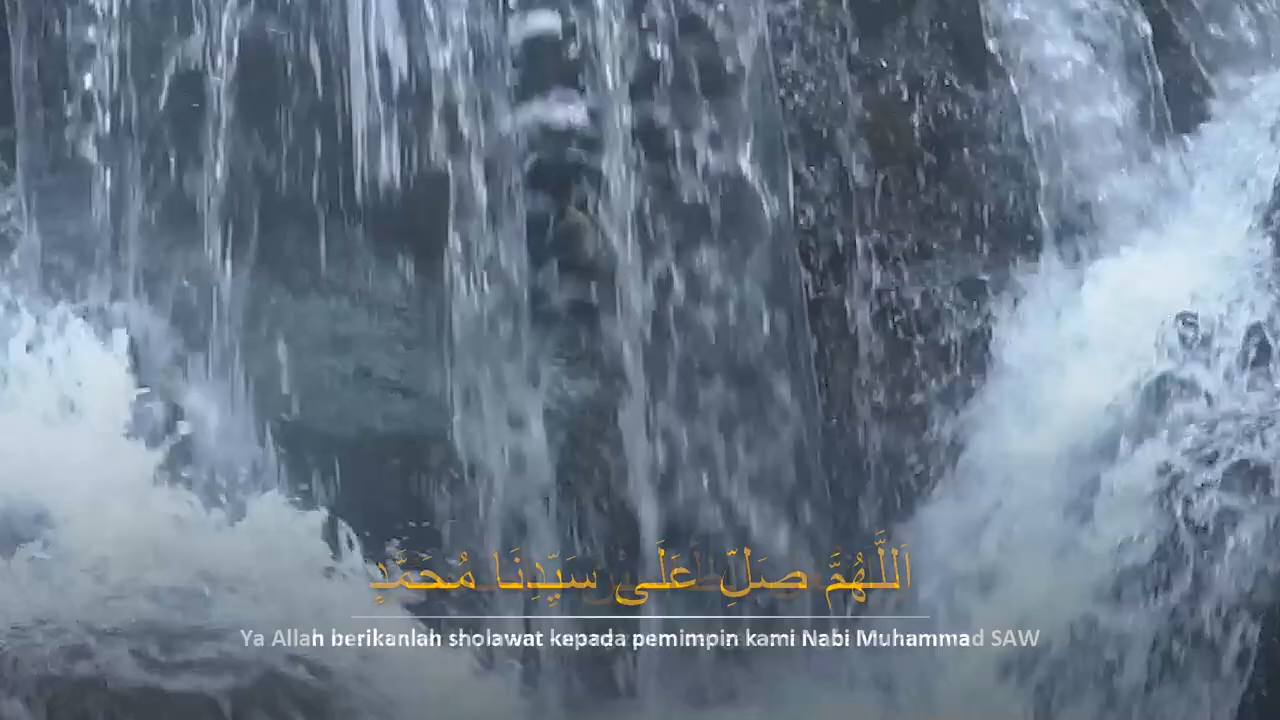 اَللَّهُمَّ صَلِّ عَلَى سَيِّدِنَا مُحَمَّدٍ
Ya Allah berikanlah sholawat kepada pemimpin kami Nabi Muhammad SAW